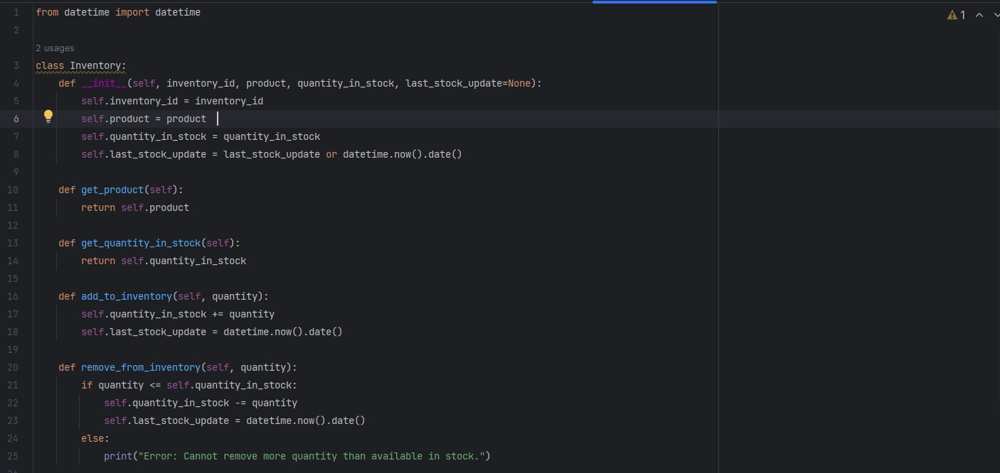 1 from datetime import datetime
1
2
2 usages
3 class Inventory:
4     def __init__(self, inventory_id, product, quantity_in_stock, last_stock_update=None):
5         self.inventory_id = inventory_id
6         self.product = product
7         self.quantity_in_stock = quantity_in_stock
8         self.last_stock_update = last_stock_update or datetime.now().date()
9
10     def get_product(self):
11         return self.product
12
13     def get_quantity_in_stock(self):
14         return self.quantity_in_stock
15
16     def add_to_inventory(self, quantity):
17         self.quantity_in_stock += quantity
18         self.last_stock_update = datetime.now().date()
19
20     def remove_from_inventory(self, quantity):
21         if quantity <= self.quantity_in_stock:
22             self.quantity_in_stock -= quantity
23             self.last_stock_update = datetime.now().date()
24         else:
25             print("Error: Cannot remove more quantity than available in stock.")